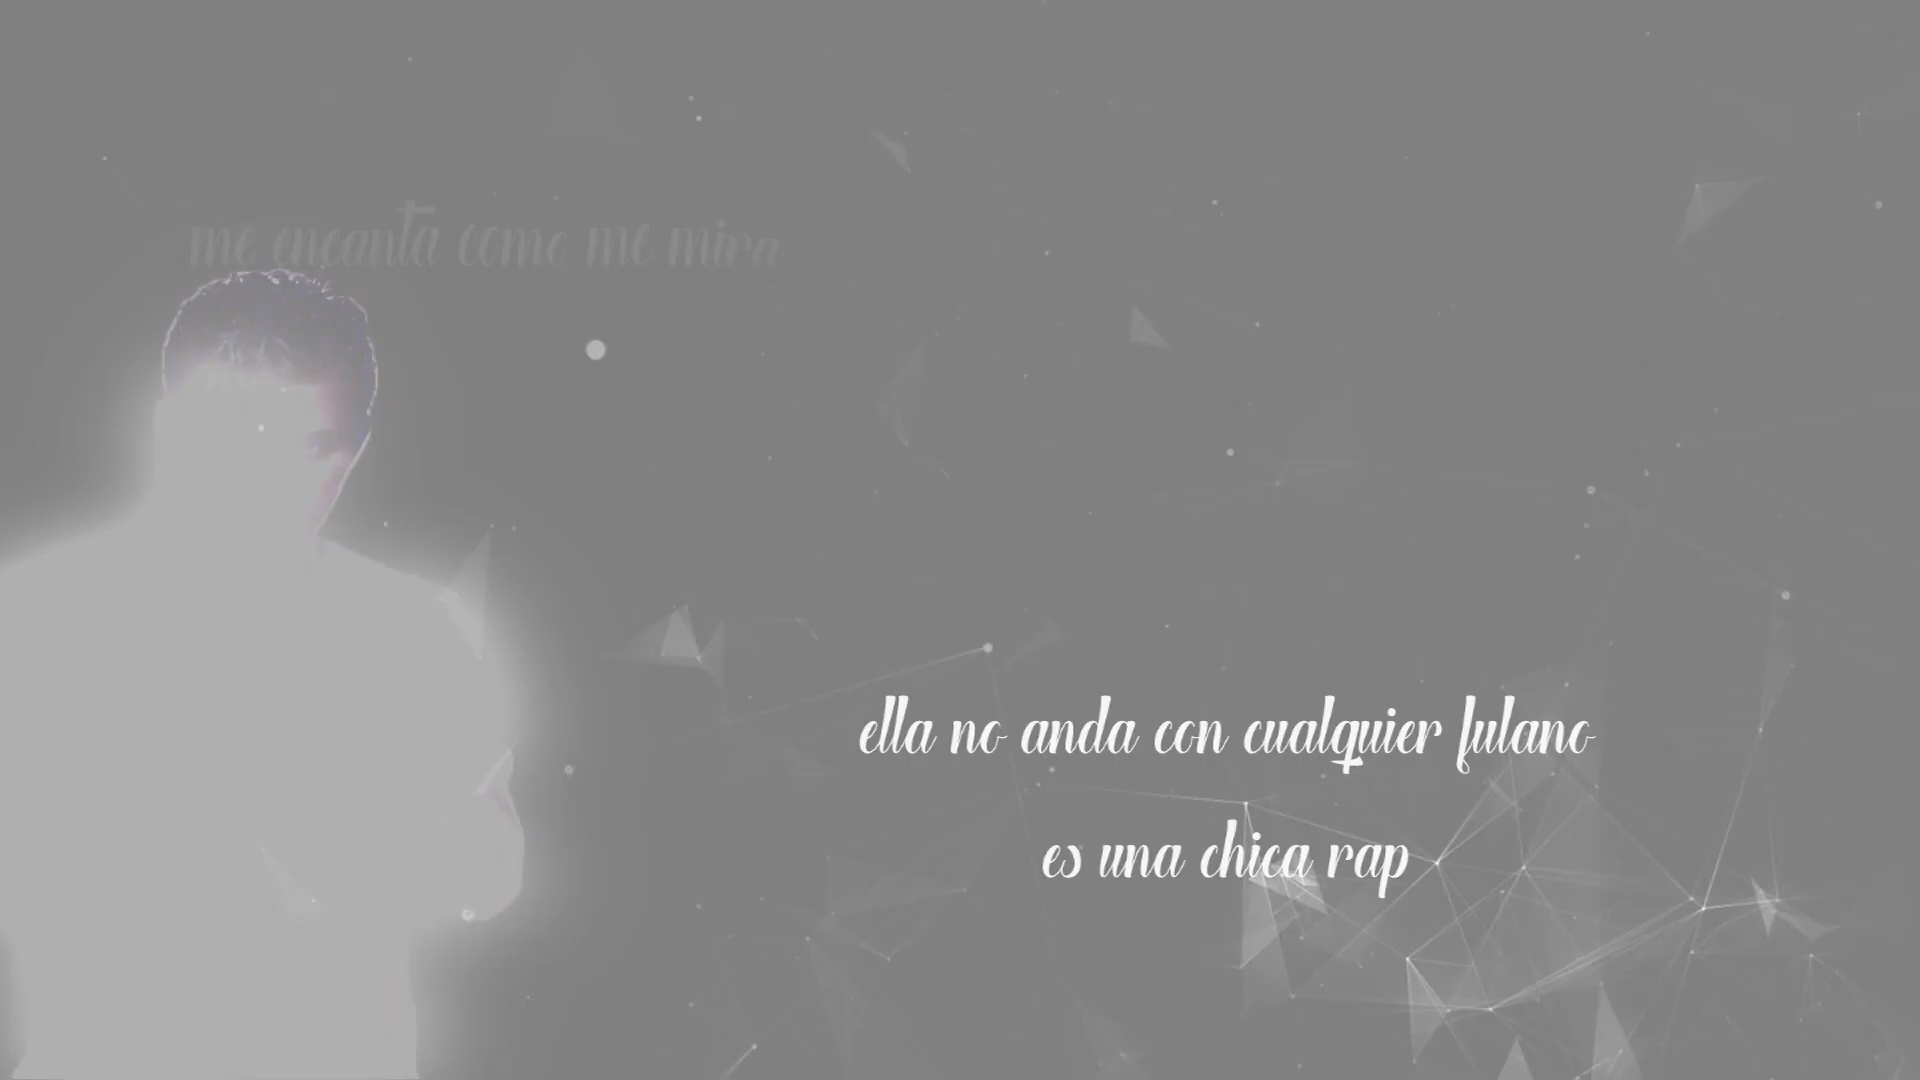 me encanta como me mira
ella no anda con cualquier fulano
es una chica rap